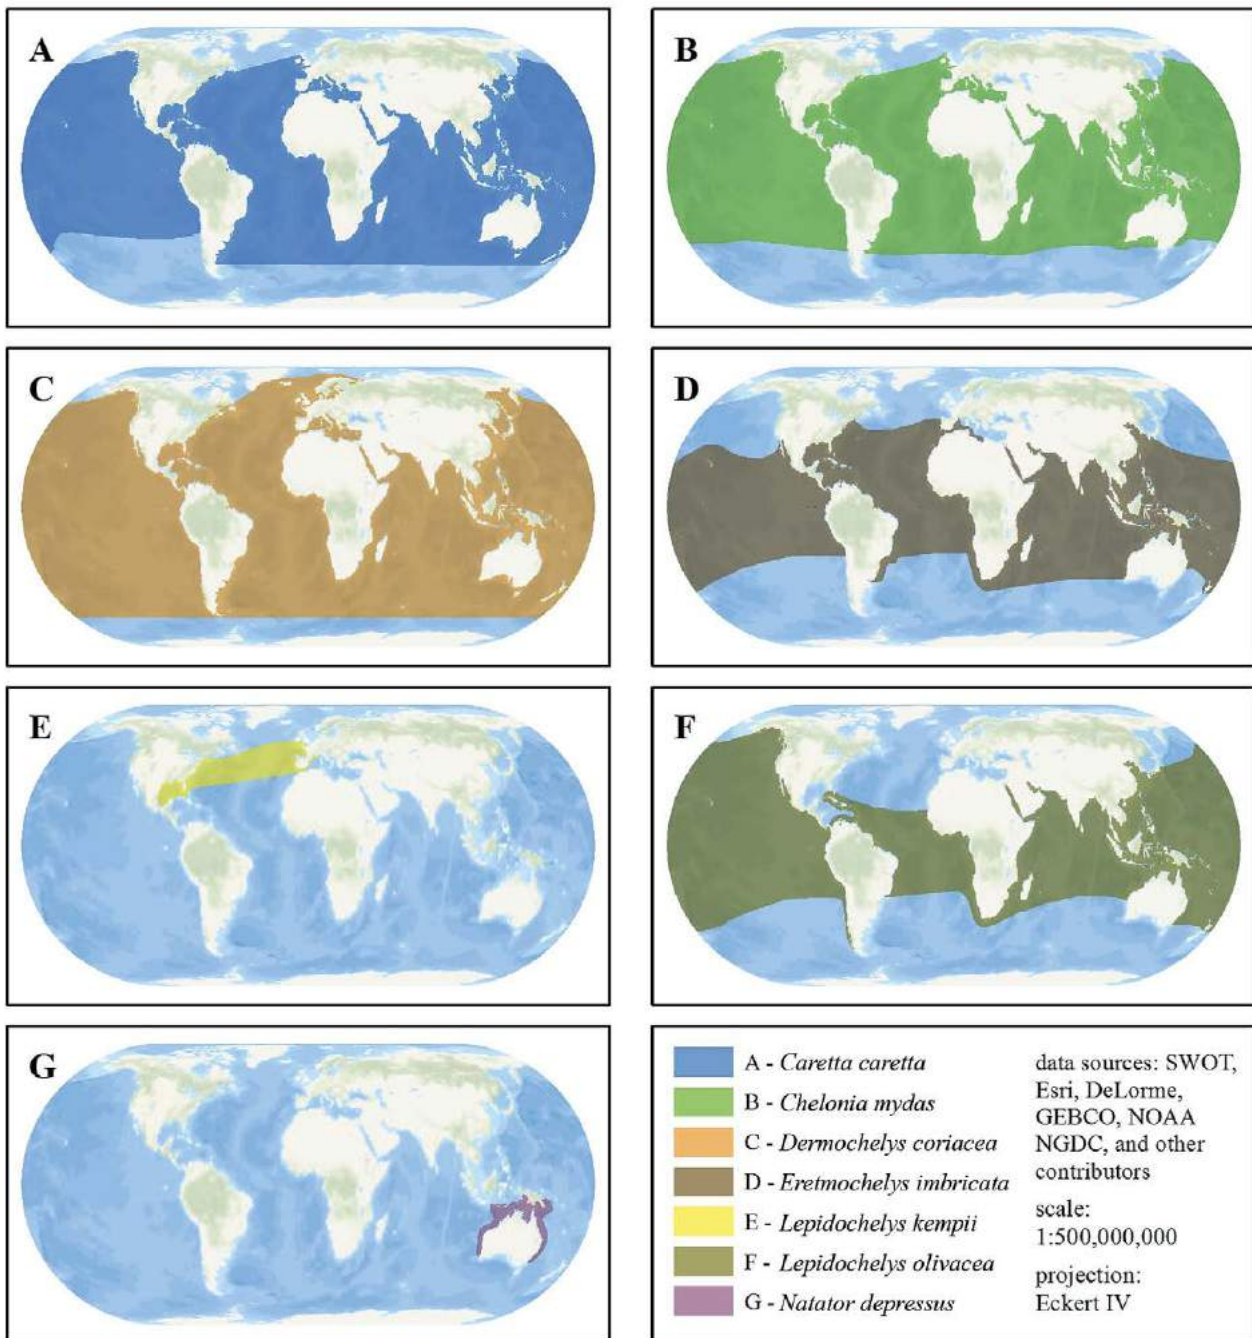 A
B
C
D
E
F
G
A - Caretta caretta
B - Chelonia mydas
C - Dermochelys coriacea
D - Eretmochelys imbricata
E - Lepidochelys kempii
F - Lepidochelys olivacea
G - Natator depressus
data sources: SWOT,
Esri, DeLorme,
GEBCO, NOAA
NGDC, and other
contributors
scale:
1:500,000,000
projection:
Eckert IV